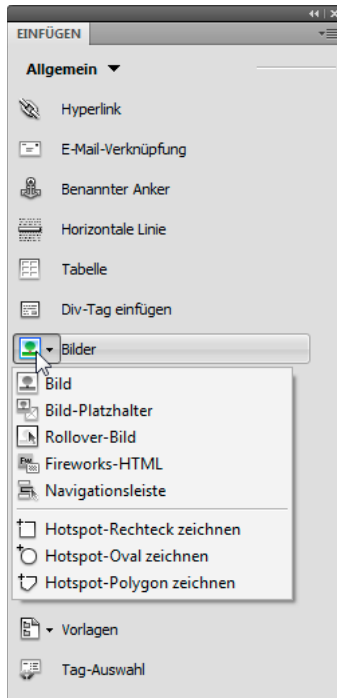 EINFÜGEN
Allgemein
Hyperlink
E-Mail-Verknüpfung
Benannter Anker
Horizontale Linie
Tabelle
Div-Tag einfügen
Bilder
Bild
Bild-Platzhalter
Rollover-Bild
Fireworks-HTML
Navigationsleiste
Hotspot-Rechteck zeichnen
Hotspot-Oval zeichnen
Hotspot-Polygon zeichnen
Vorlagen
Tag-Auswahl